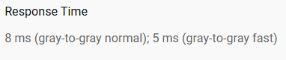 Response Time
8 ms (gray-to-gray normal); 5 ms (gray-to-gray fast)